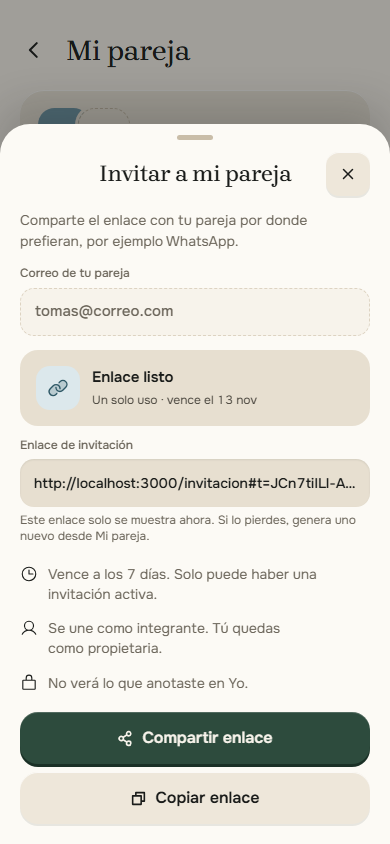 Mi pareja
Invitar a mi pareja
Comparte el enlace con tu pareja por donde
prefieran, por ejemplo WhatsApp.
Correo de tu pareja
tomas@correo.com
Enlace listo
Un solo uso · vence el 13 nov
Enlace de invitación
http://localhost:3000/invitacion#t=JCn7tilLl-A...
Este enlace solo se muestra ahora. Si lo pierdes, genera uno
nuevo desde Mi pareja.
Vence a los 7 días. Solo puede haber una
invitación activa.
Se une como integrante. Tú quedas
como propietaria.
No verá lo que anotaste en Yo.
Compartir enlace
Copiar enlace